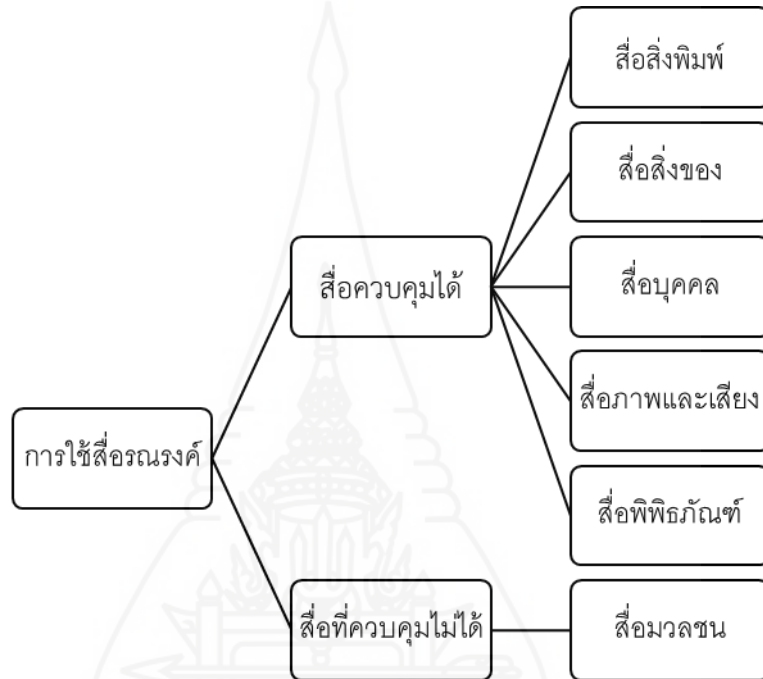 สื่อสิ่งพิมพ์
สื่อสิ่งของ
สื่อควบคุมได้
สื่อบุคคล
สื่อภาพและเสียง
การใช้สื่อรณรงค์
สื่อพิพิธภัณฑ์
สื่อที่ควบคุมไม่ได้
สื่อมวลชน